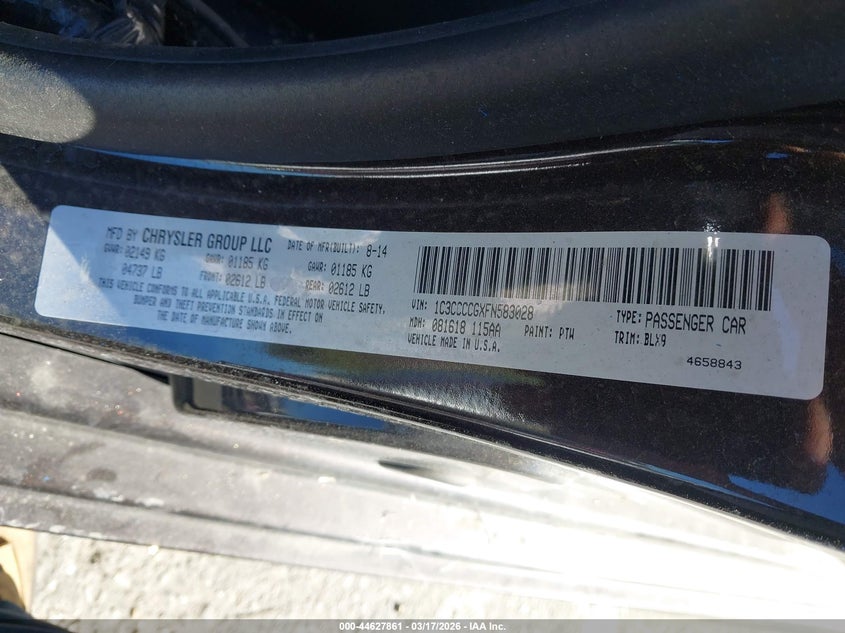 MFD BY CHRYSLER GROUP LLC
DATE OF MFR(BUILT): 8-14
GVWR: 02149 KG
04737 LB
GAWR: 01185 KG
FRONT: 02612 LB
GAWR: 01185 KG
REAR: 02612 LB
THIS VEHICLE CONFORMS TO ALL APPLICABLE U.S.A. FEDERAL MOTOR VEHICLE SAFETY,
BUMPER AND THEFT PREVENTION STANDARDS IN EFFECT ON
THE DATE OF MANUFACTURE SHOWN ABOVE.
VIN: 1C3CCCCGXFN583028
TYPE: PASSENGER CAR
MDH: 081618 115AA
PAINT: PTW
TRIM: BLX9
VEHICLE MADE IN U.S.A.
4658843
000-44627861 | 03/17/2026 - IAA Inc.